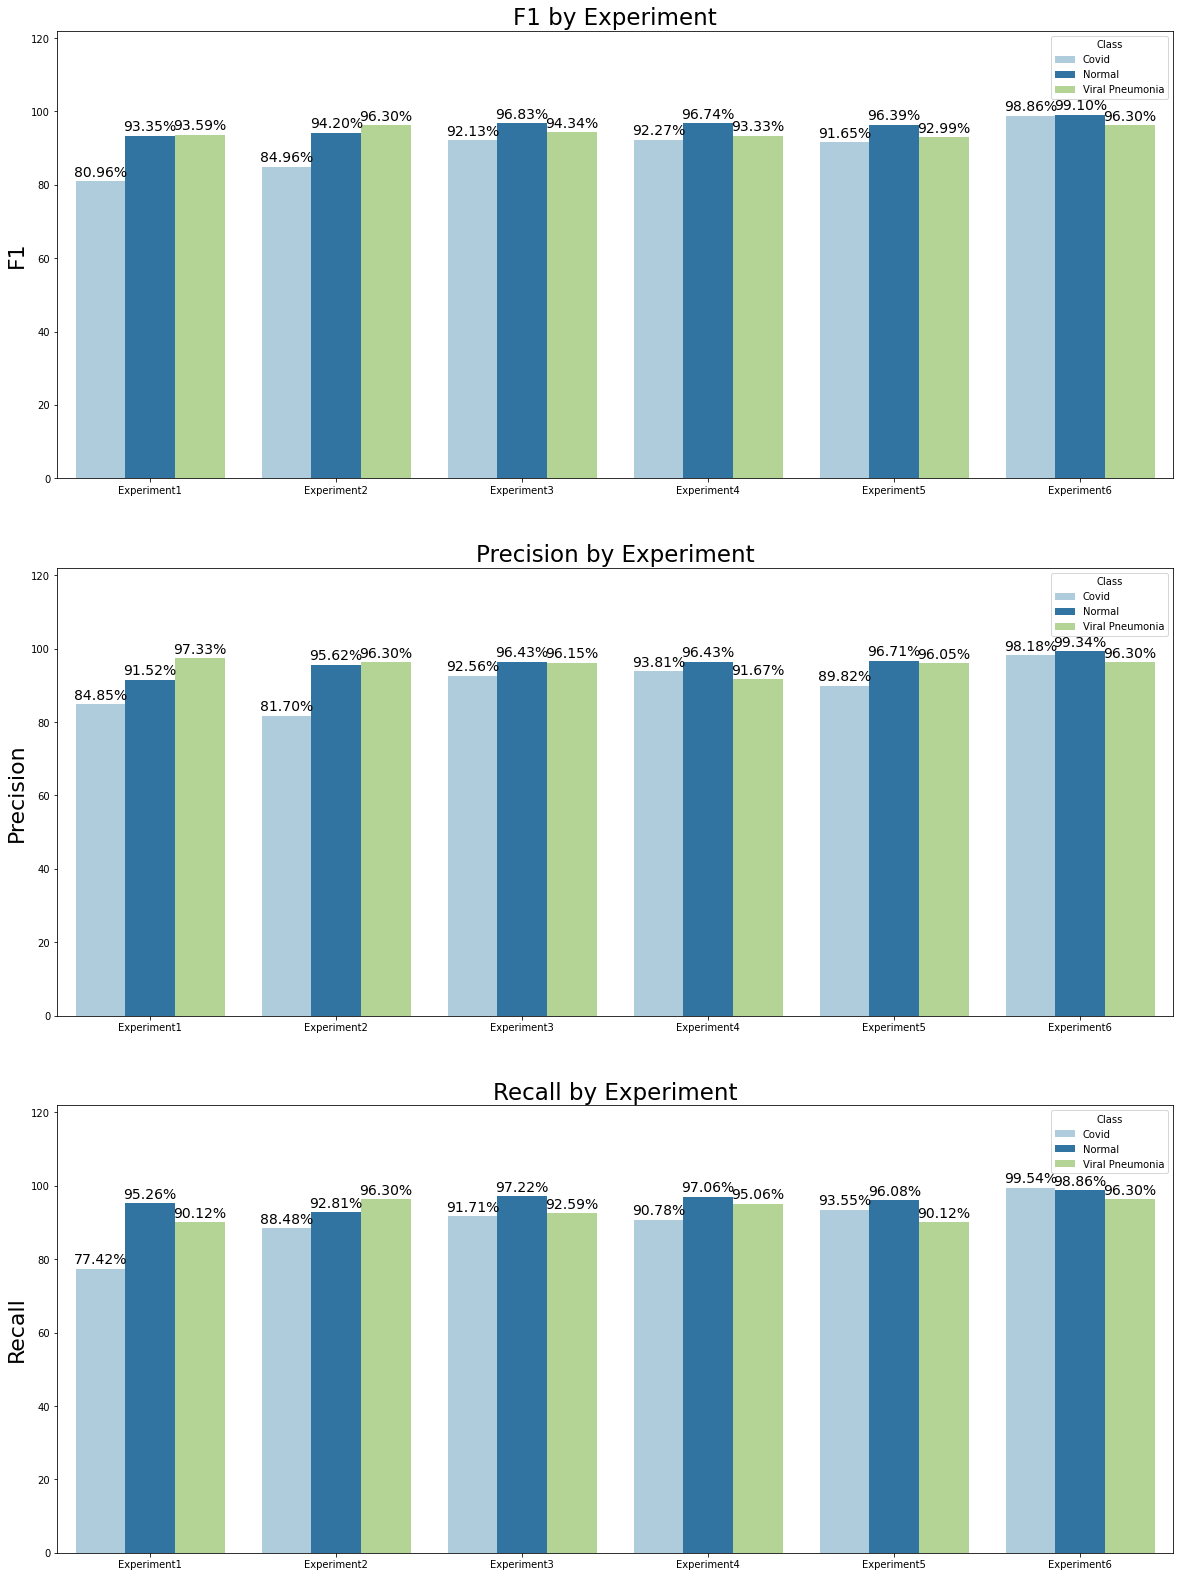 F1 by Experiment
120
100
80
60
40
20
0
F1
Class
Covid
Normal
Viral Pneumonia
80.96% 93.35% 93.59% 84.96% 94.20% 96.30% 92.13% 96.83% 94.34% 92.27% 96.74% 93.33% 91.65% 96.39% 92.99% 98.86% 99.10% 96.30%
Experiment1 Experiment2 Experiment3 Experiment4 Experiment5 Experiment6
Precision by Experiment
120
100
80
60
40
20
0
Precision
Class
Covid
Normal
Viral Pneumonia
84.85% 91.52% 97.33% 81.70% 95.62% 96.30% 92.56% 96.43% 96.15% 93.81% 96.43% 91.67% 89.82% 96.71% 96.05% 98.18% 99.34% 96.30%
Experiment1 Experiment2 Experiment3 Experiment4 Experiment5 Experiment6
Recall by Experiment
120
100
80
60
40
20
0
Recall
Class
Covid
Normal
Viral Pneumonia
77.42% 95.26% 90.12% 88.48% 92.81% 96.30% 91.71% 97.22% 92.59% 90.78% 97.06% 95.06% 93.55% 96.08% 90.12% 99.54% 98.86% 96.30%
Experiment1 Experiment2 Experiment3 Experiment4 Experiment5 Experiment6